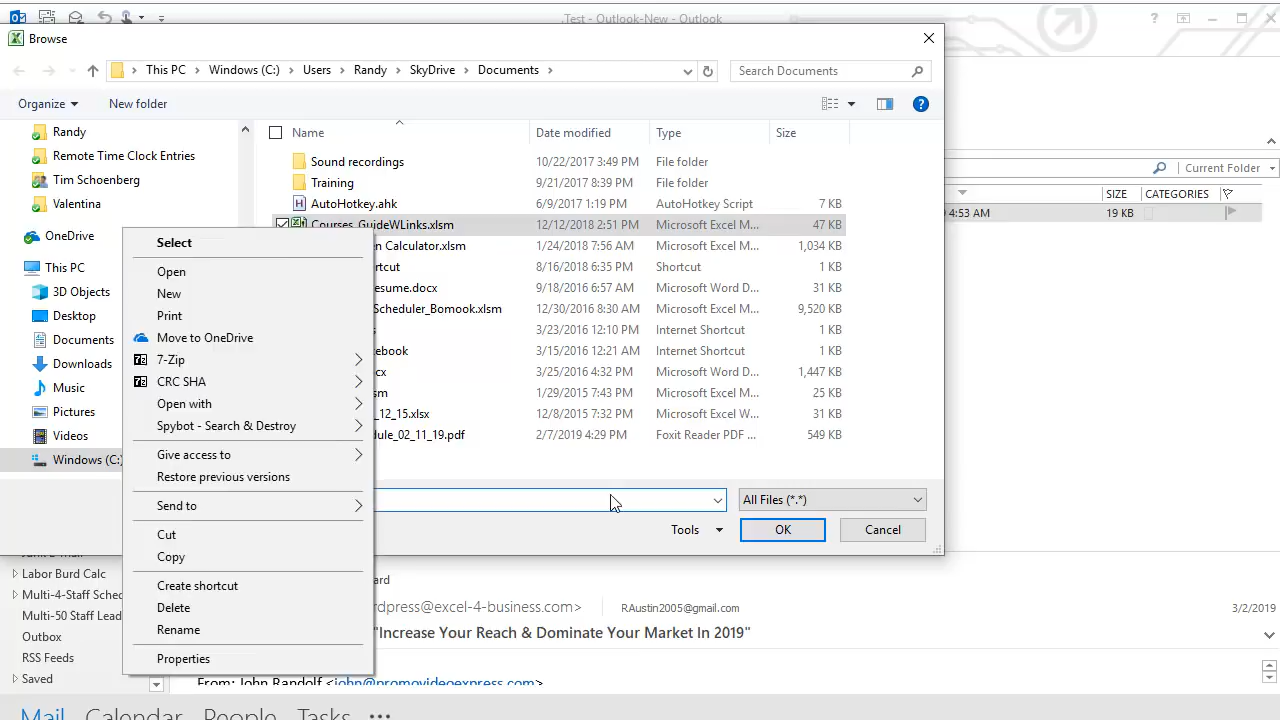 .Test - Outlook-New - Outlook
?
Browse
This PC > Windows (C:) > Users > Randy > SkyDrive > Documents >
Search Documents
Organize
New folder
?
Randy
Remote Time Clock Entries
Tim Schoenberg
Valentina
OneDrive
This PC
3D Objects
Desktop
Documents
Downloads
Music
Pictures
Videos
Windows (C:)
Name Date modified Type Size
Sound recordings 10/22/2017 3:49 PM File folder
Training 9/21/2017 8:39 PM File folder
AutoHotkey.ahk 6/9/2017 1:19 PM AutoHotkey Script 7 KB
Courses_GuideWLinks.xlsm 12/12/2018 2:51 PM Microsoft Excel M... 47 KB
en Calculator.xlsm 1/24/2018 7:56 AM Microsoft Excel M... 1,034 KB
rtcut 8/16/2018 6:35 PM Shortcut 1 KB
esume.docx 9/18/2016 6:57 AM Microsoft Word D... 31 KB
Scheduler_Bomook.xlsm 12/30/2016 8:30 AM Microsoft Excel M... 9,520 KB
s 3/23/2016 12:10 PM Internet Shortcut 1 KB
ebook 3/15/2016 12:21 AM Internet Shortcut 1 KB
cx 3/25/2016 4:32 PM Microsoft Word D... 1,447 KB
sm 1/29/2015 7:43 PM Microsoft Excel M... 25 KB
_12_15.xlsx 12/8/2015 7:32 PM Microsoft Excel W... 31 KB
dule_02_11_19.pdf 2/7/2019 4:29 PM Foxit Reader PDF ... 549 KB
Select
Open
New
Print
Move to OneDrive
7-Zip
CRC SHA
Open with
Spybot - Search & Destroy
Give access to
Restore previous versions
Send to
Cut
Copy
Create shortcut
Delete
Rename
Properties
All Files (*.*)
Tools
OK
Cancel
Current Folder
SIZE CATEGORIES
4:53 AM 19 KB
Junk E-mail
Labor Burd Calc
Multi-4-Staff Sched
Multi-50 Staff Lead
Outbox
RSS Feeds
Saved
ard
rdpress@excel-4-business.com>
RAustin2005@gmail.com
3/2/2019
"Increase Your Reach & Dominate Your Market In 2019"
From: John Randolf <john@promovideoexpress.com>
Mail Calendar People Tasks •••